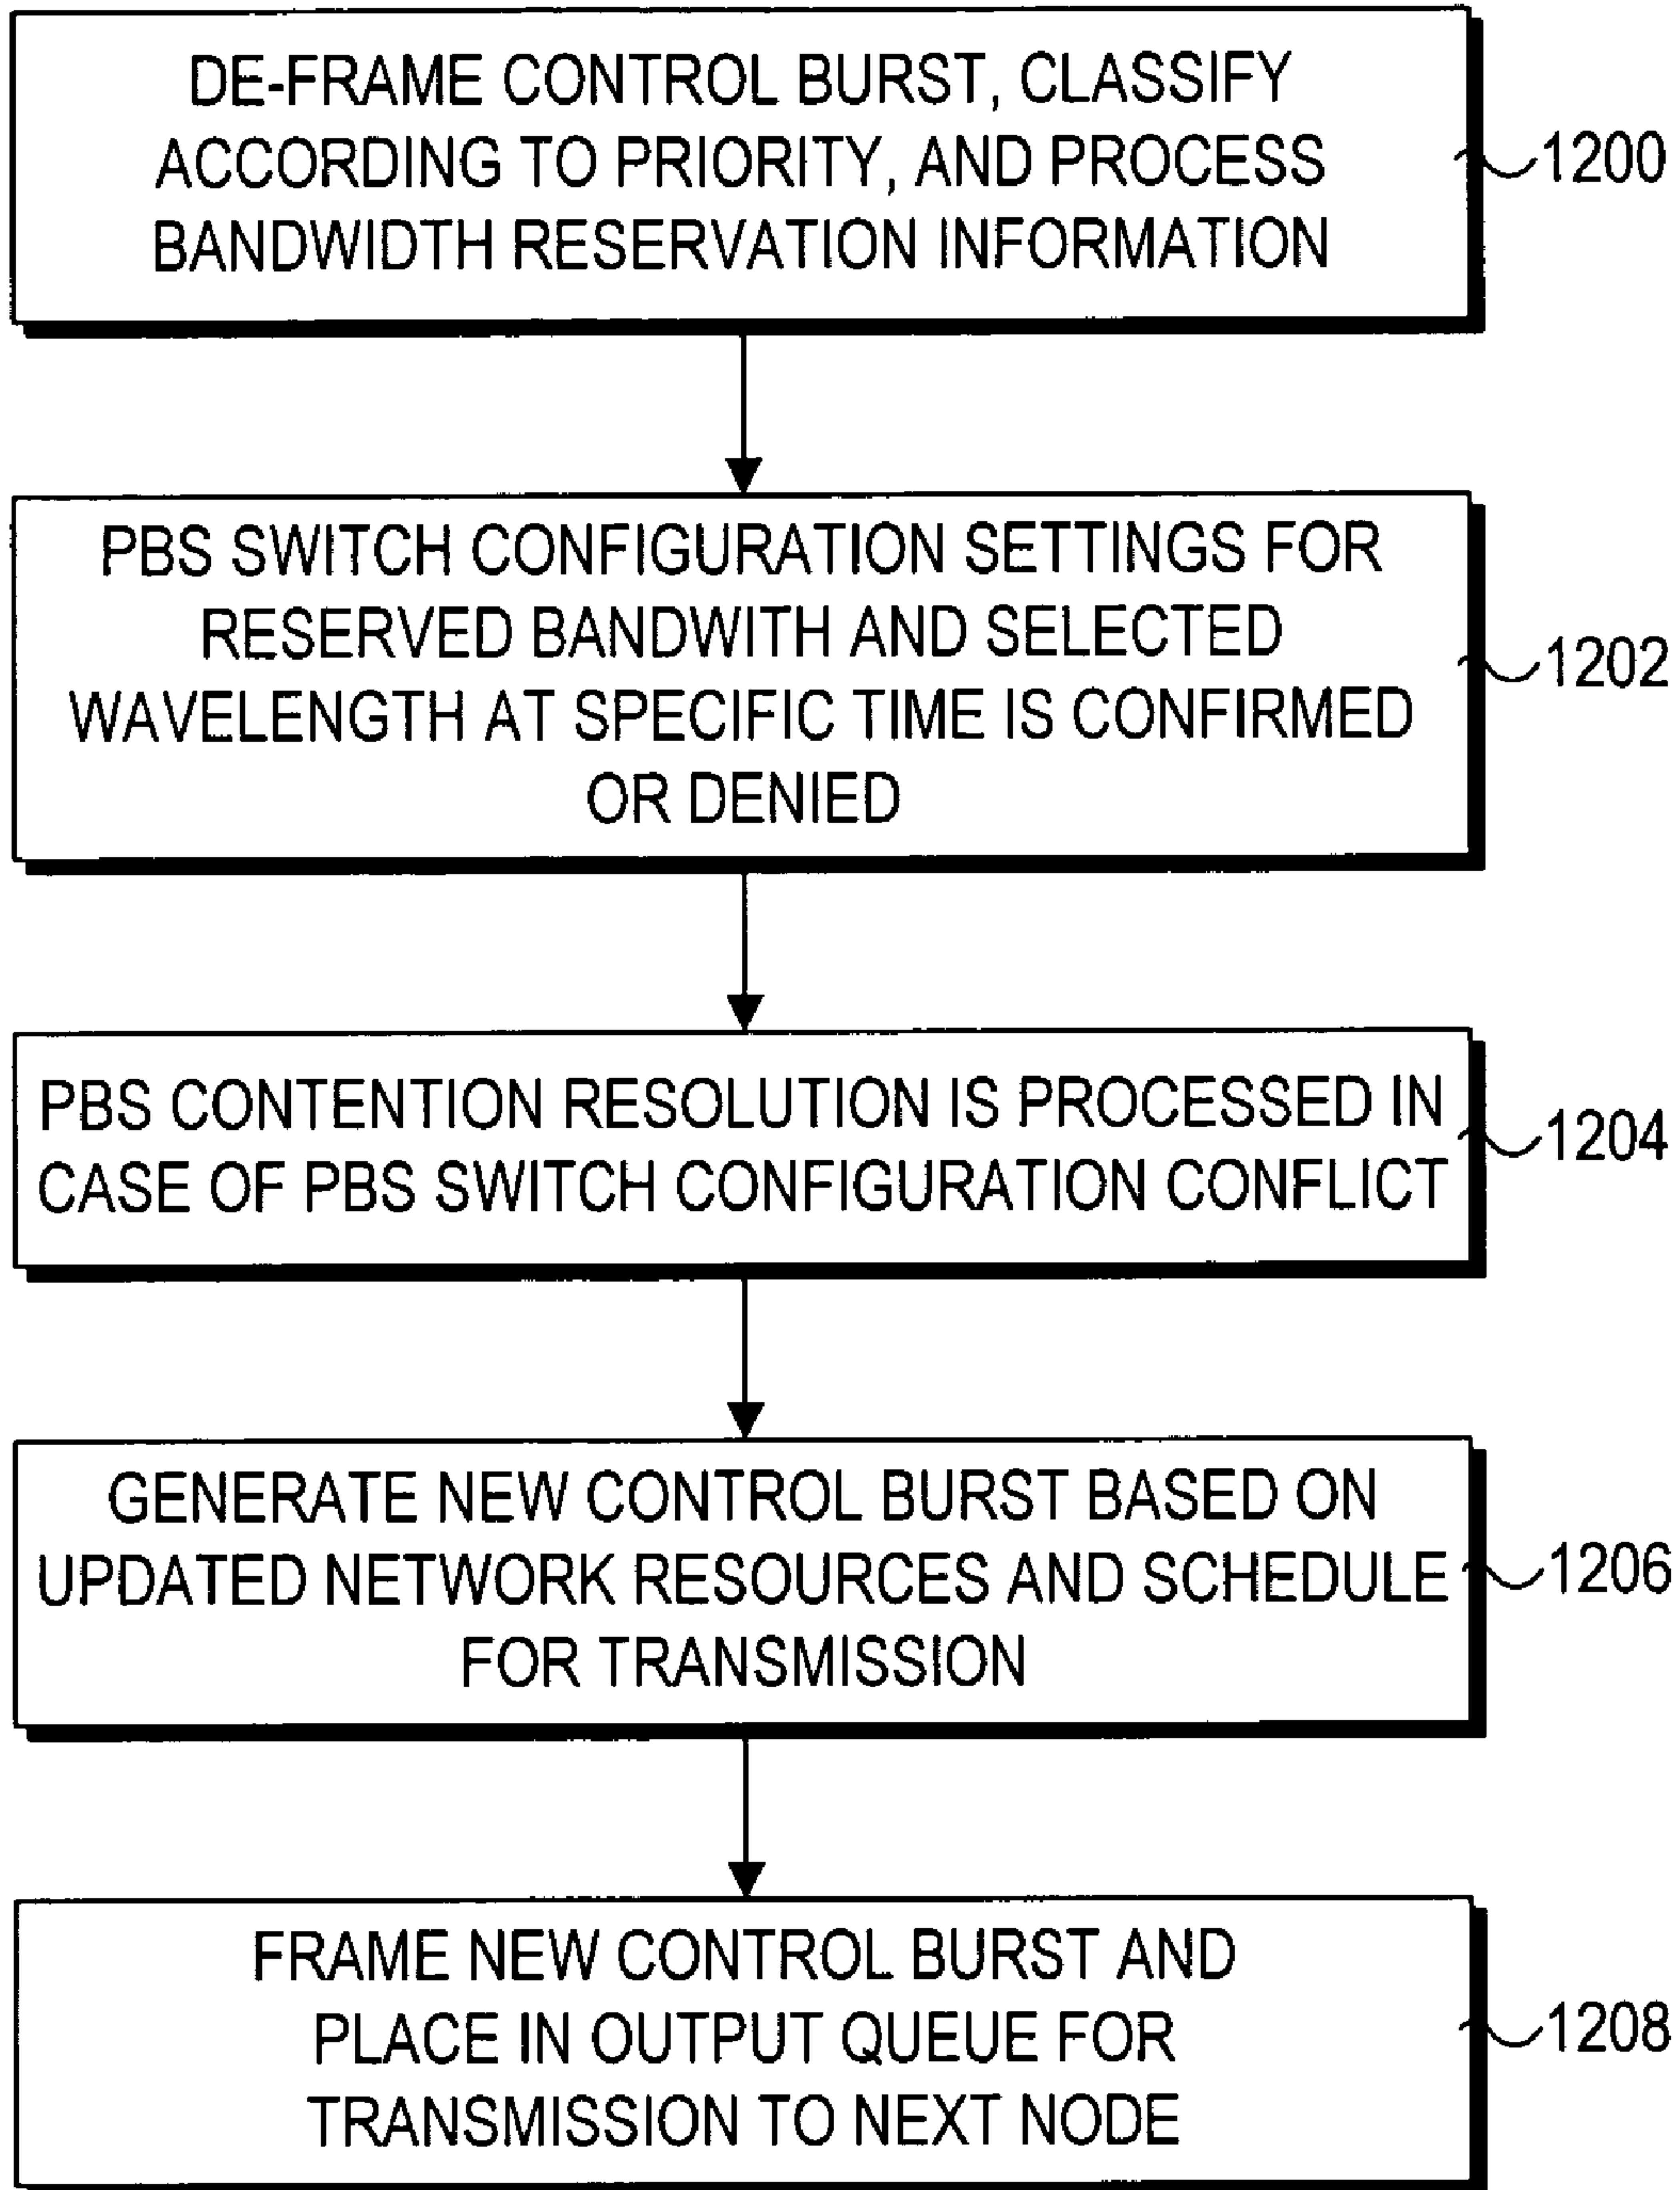 DE-FRAME CONTROL BURST, CLASSIFY
ACCORDING TO PRIORITY, AND PROCESS
BANDWIDTH RESERVATION INFORMATION
1200
PBS SWITCH CONFIGURATION SETTINGS FOR
RESERVED BANDWITH AND SELECTED
WAVELENGTH AT SPECIFIC TIME IS CONFIRMED
OR DENIED
1202
PBS CONTENTION RESOLUTION IS PROCESSED IN
CASE OF PBS SWITCH CONFIGURATION CONFLICT
1204
GENERATE NEW CONTROL BURST BASED ON
UPDATED NETWORK RESOURCES AND SCHEDULE
FOR TRANSMISSION
1206
FRAME NEW CONTROL BURST AND
PLACE IN OUTPUT QUEUE FOR
TRANSMISSION TO NEXT NODE
1208